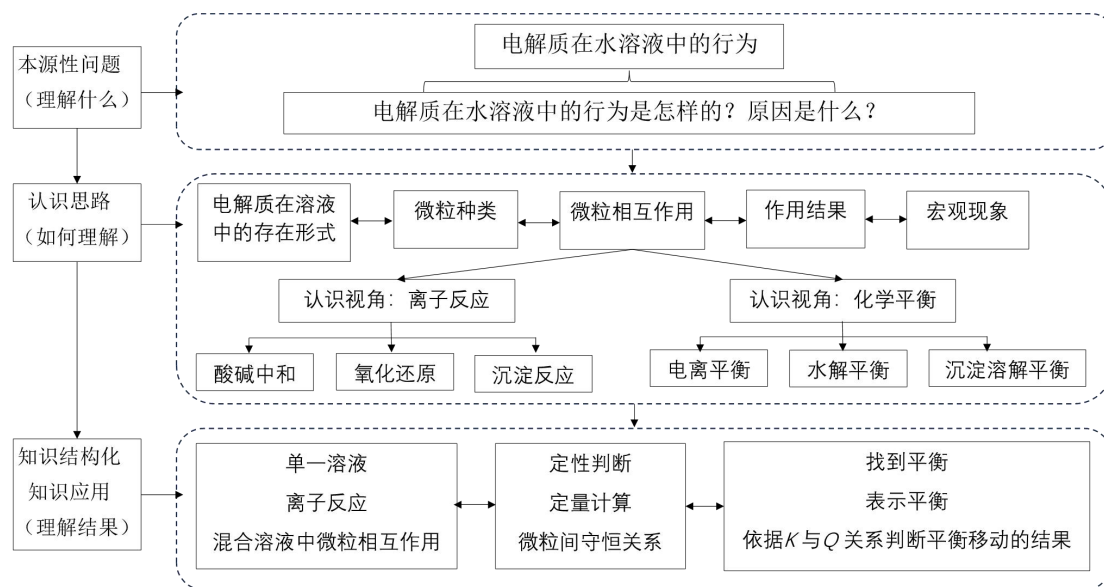 本源性问题
（理解什么）
电解质在水溶液中的行为
电解质在水溶液中的行为是怎样的？原因是什么？
认识思路
（如何理解）
电解质在溶液
中的存在形式
微粒种类
微粒相互作用
作用结果
宏观现象
认识视角：离子反应
认识视角：化学平衡
酸碱中和
氧化还原
沉淀反应
电离平衡
水解平衡
沉淀溶解平衡
知识结构化
知识应用
（理解结果）
单一溶液
离子反应
混合溶液中微粒相互作用
定性判断
定量计算
微粒间守恒关系
找到平衡
表示平衡
依据K与Q关系判断平衡移动的结果